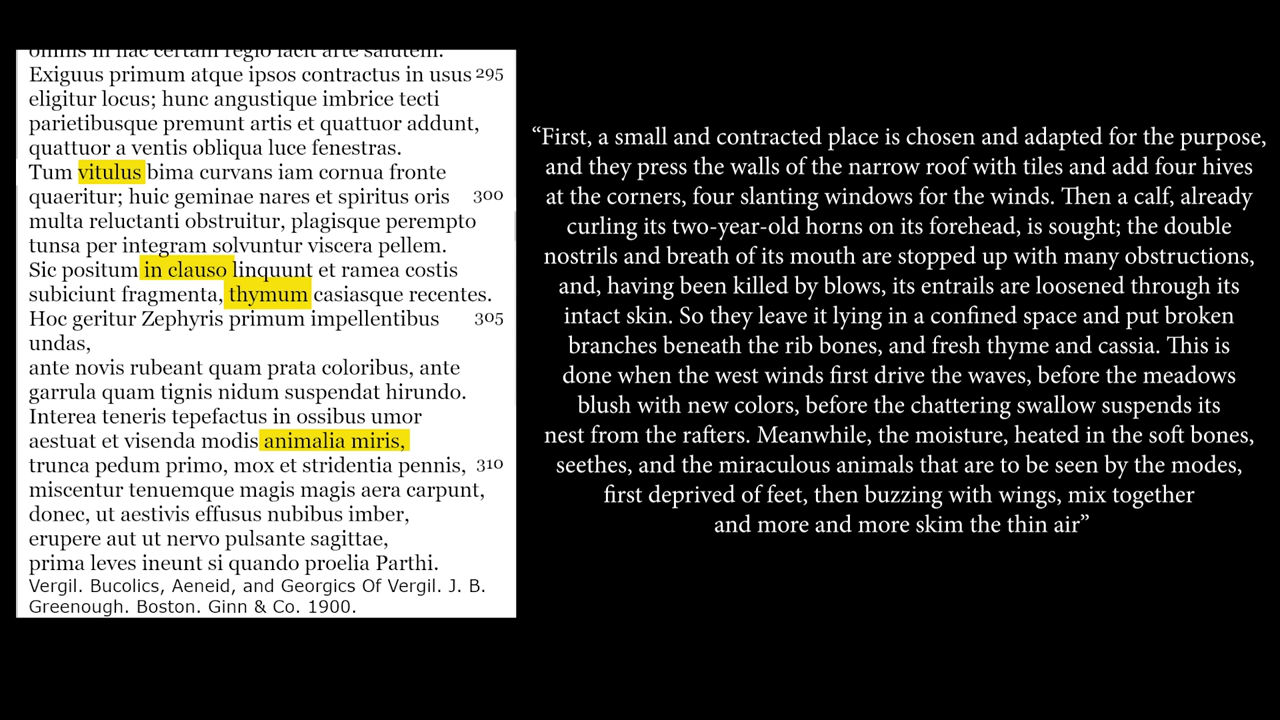 omnis in hac certam regio iacit arte salutem.
Exiguus primum atque ipsos contractus in usus 295
eligitur locus; hunc angustique imbrice tecti
parietibusque premunt artis et quattuor addunt,
quattuor a ventis obliqua luce fenestras.
Tum vitulus bima curvans iam cornua fronte
quaeritur; huic geminae nares et spiritus oris 300
multa reluctanti obstruitur, plagisque perempto
tunsa per integram solvuntur viscera pellem.
Sic positum in clauso linquunt et ramea costis
subiciunt fragmenta, thymum casiasque recentes.
Hoc geritur Zephyris primum impellentibus 305
undas,
ante novis rubeant quam prata coloribus, ante
garrula quam tignis nidum suspendat hirundo.
Interea teneris tepefactus in ossibus umor
aestuat et visenda modis animalia miris,
trunca pedum primo, mox et stridentia pennis, 310
miscentur tenuemque magis magis aera carpunt,
donec, ut aestivis effusus nubibus imber,
erupere aut ut nervo pulsante sagittae,
prima leves ineunt si quando proelia Parthi.
Vergil. Bucolics, Aeneid, and Georgics Of Vergil. J. B.
Greenough. Boston. Ginn & Co. 1900.
“First, a small and contracted place is chosen and adapted for the purpose,
and they press the walls of the narrow roof with tiles and add four hives
at the corners, four slanting windows for the winds. Then a calf, already
curling its two-year-old horns on its forehead, is sought; the double
nostrils and breath of its mouth are stopped up with many obstructions,
and, having been killed by blows, its entrails are loosened through its
intact skin. So they leave it lying in a confined space and put broken
branches beneath the rib bones, and fresh thyme and cassia. This is
done when the west winds first drive the waves, before the meadows
blush with new colors, before the chattering swallow suspends its
nest from the rafters. Meanwhile, the moisture, heated in the soft bones,
seethes, and the miraculous animals that are to be seen by the modes,
first deprived of feet, then buzzing with wings, mix together
and more and more skim the thin air”